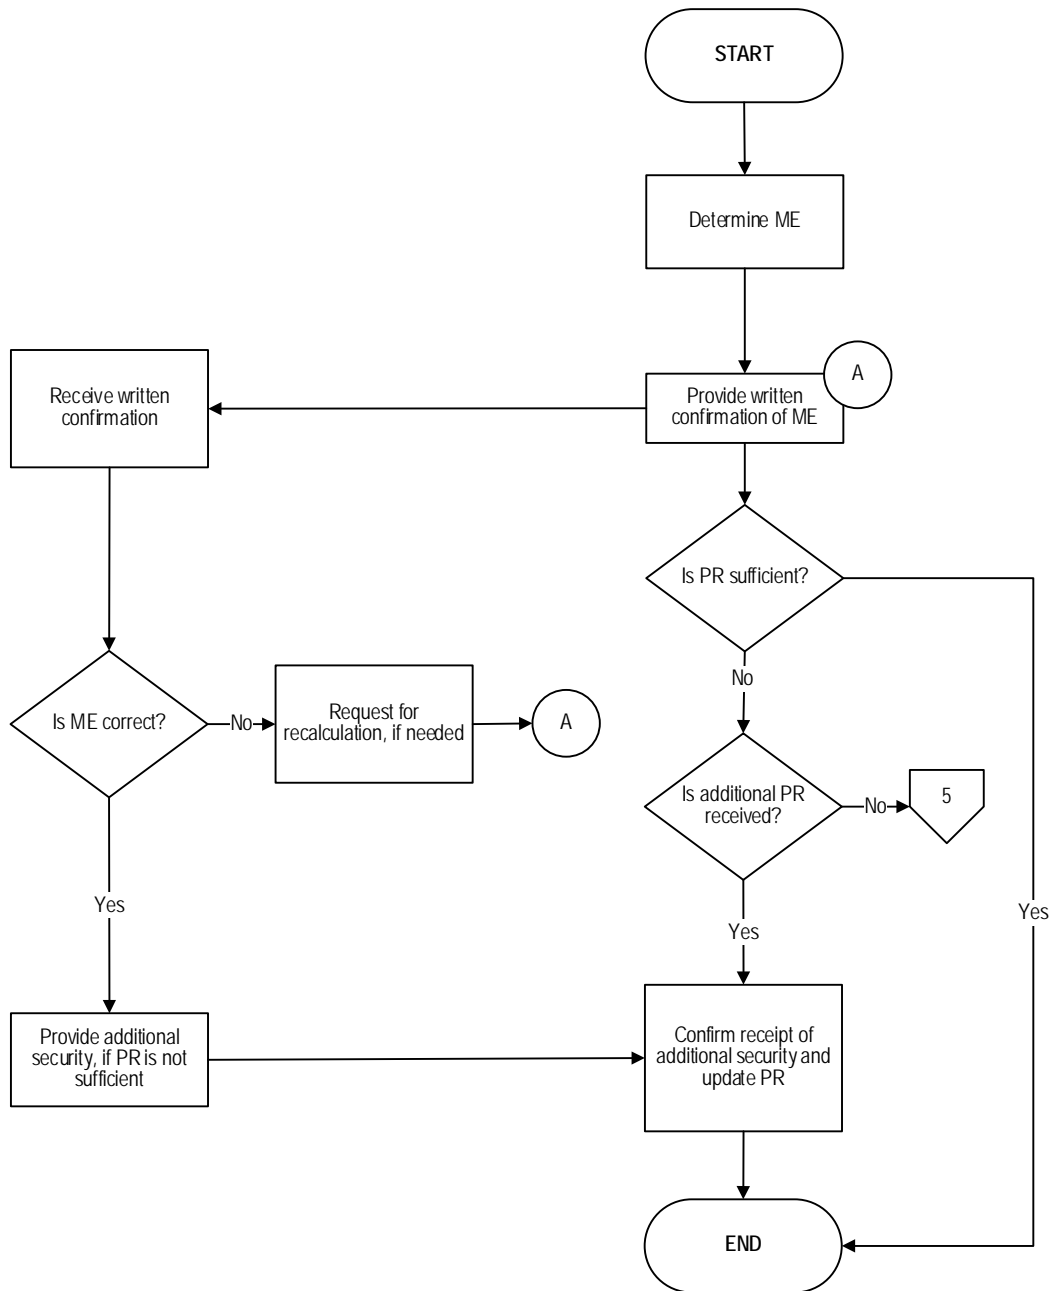 START
Determine ME
A
Provide written
confirmation of ME
Receive written
confirmation
Is PR sufficient?
No
Is ME correct?
No
Request for
recalculation, if needed
A
Is additional PR
received?
No
5
Yes
Yes
Yes
Provide additional
security, if PR is not
sufficient
Confirm receipt of
additional security and
update PR
END